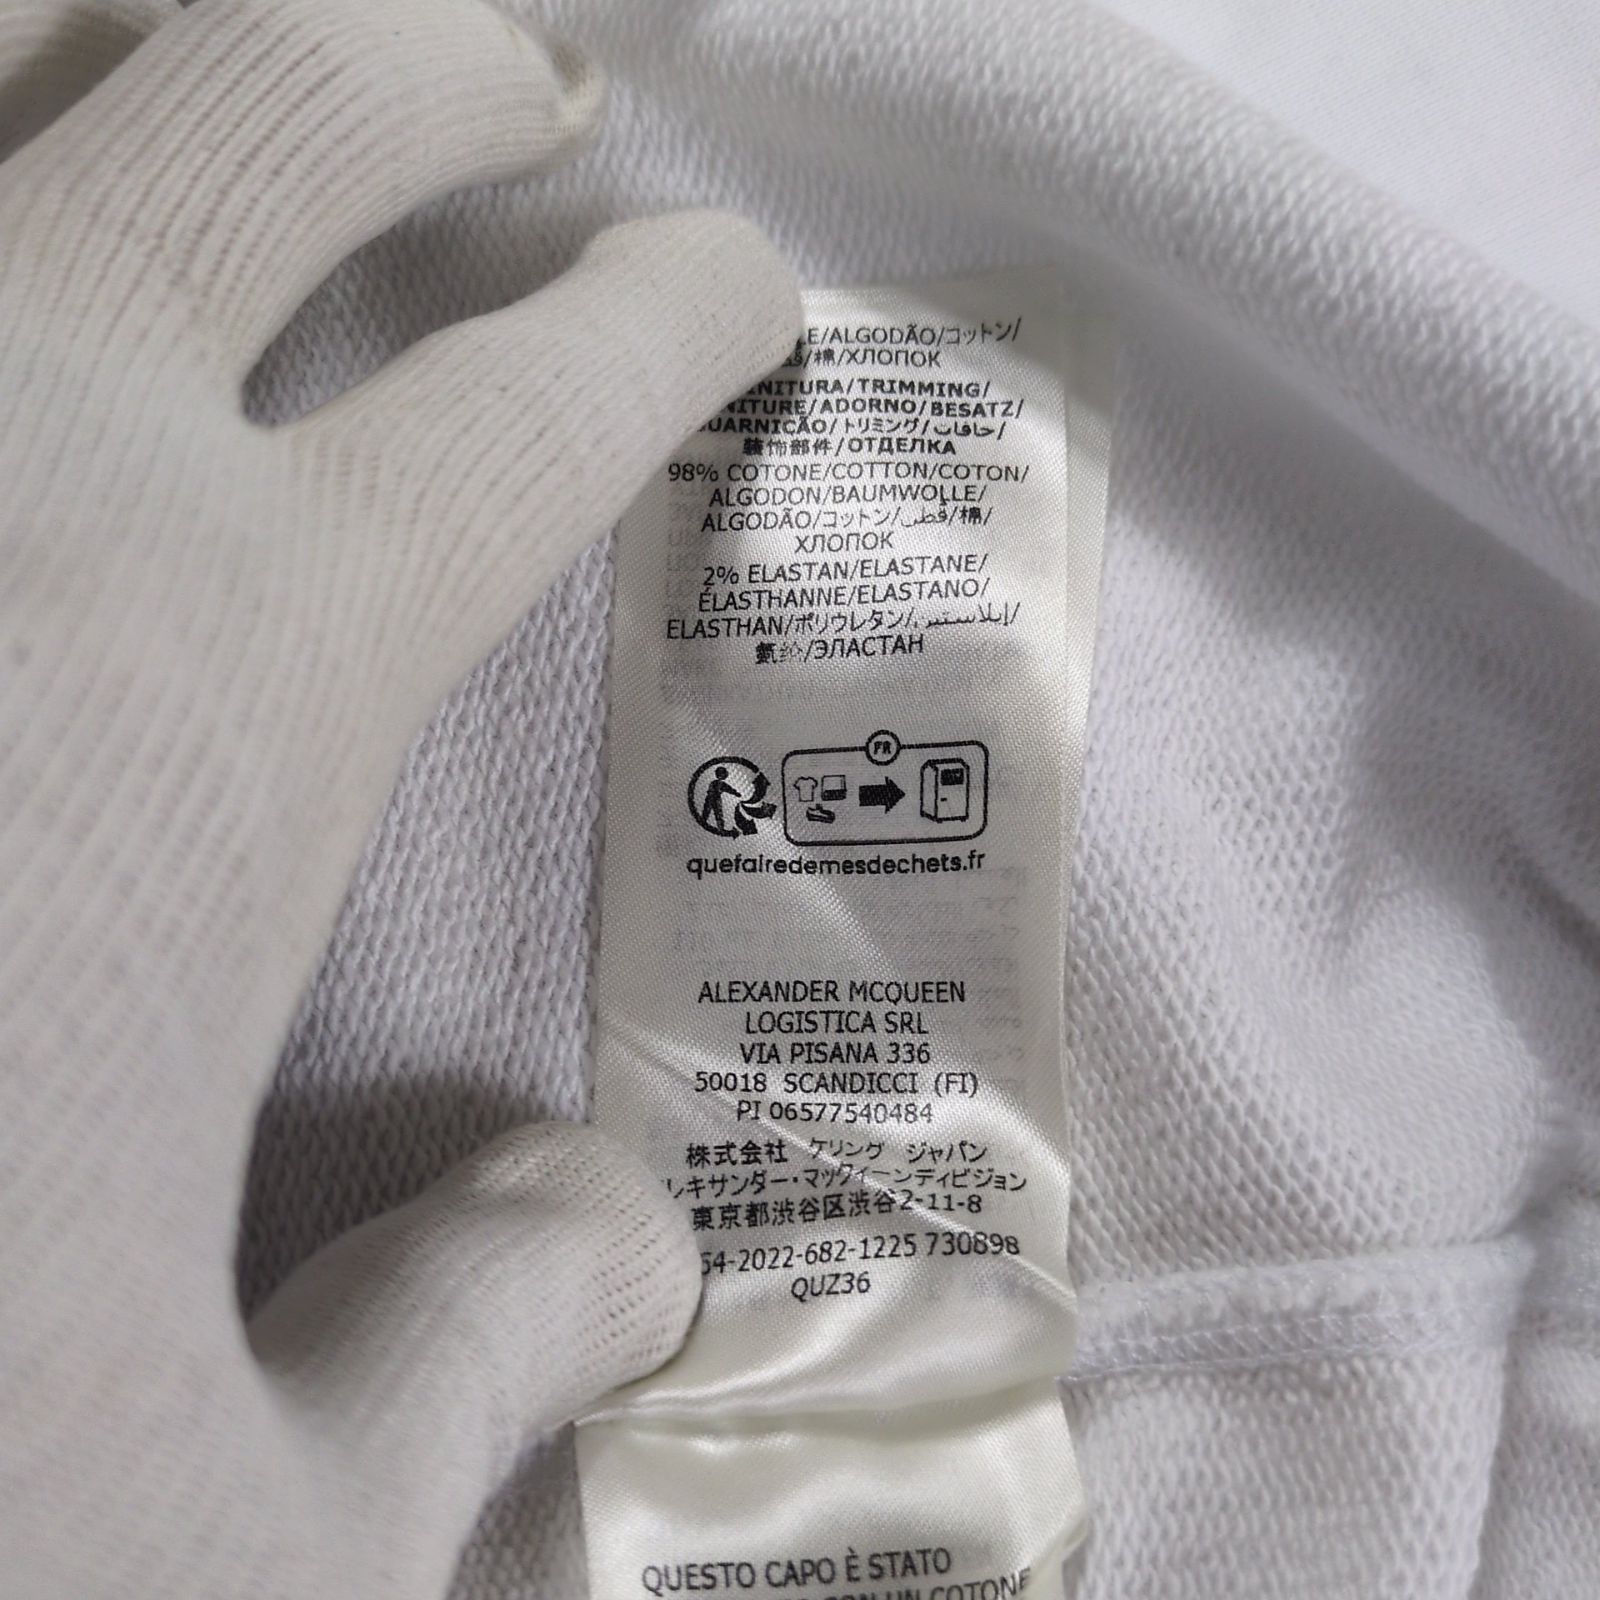 E/ALGODÃO/コットン/
/棉/ХЛОПОК
INITURA/TRIMMING/
NITURE/ADORNO/BESATZ/
UARNICÃO/トリミング/حافات/
装饰部件/ОТДЕЛКА
98% COTONE/COTTON/COTON/
ALGODON/BAUMWOLLE/
ALGODÃO/コットン/قطن/棉/
ХЛОПОК
2% ELASTAN/ELASTANE/
ÉLASTHANNE/ELASTANO/
ELASTHAN/ポリウレタン/إيلاستين/
氨纶/ЭЛАСТАН
FR
quefairedemesdechets.fr
ALEXANDER MCQUEEN
LOGISTICA SRL
VIA PISANA 336
50018 SCANDICCI (FI)
PI 06577540484
株式会社 ケリング ジャパン
レキサンダー・マックィーンディビジョン
東京都渋谷区渋谷2-11-8
54-2022-682-1225 730898
QUZ36
QUESTO CAPO È STATO
CON UN COTONE